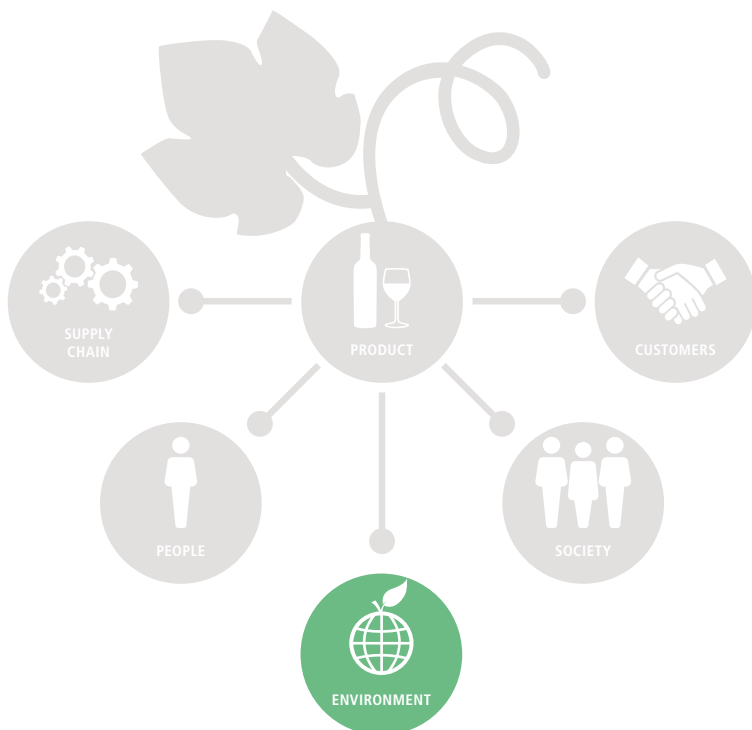 SUPPLY
CHAIN
PRODUCT
CUSTOMERS
PEOPLE
SOCIETY
ENVIRONMENT